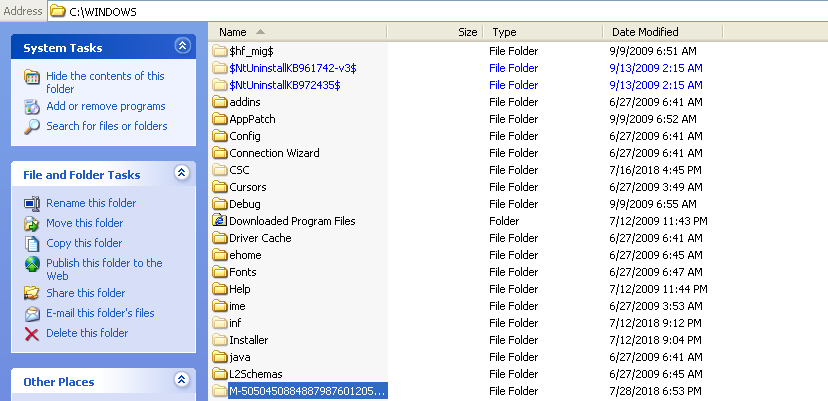 Address C:\WINDOWS
System Tasks
Hide the contents of this
folder
Add or remove programs
Search for files or folders
File and Folder Tasks
Rename this folder
Move this folder
Copy this folder
Publish this folder to the
Web
Share this folder
E-mail this folder's files
Delete this folder
Other Places
Name Size Type Date Modified
$hf_mig$ File Folder 9/9/2009 6:51 AM
$NtUninstallKB961742-v3$ File Folder 9/13/2009 2:15 AM
$NtUninstallKB972435$ File Folder 9/13/2009 2:15 AM
addins File Folder 6/27/2009 6:41 AM
AppPatch File Folder 9/9/2009 6:52 AM
Config File Folder 6/27/2009 6:41 AM
Connection Wizard File Folder 6/27/2009 6:41 AM
CSC File Folder 7/16/2018 4:45 PM
Cursors File Folder 6/27/2009 3:49 AM
Debug File Folder 9/9/2009 6:55 AM
Downloaded Program Files Folder 7/12/2009 11:43 PM
Driver Cache File Folder 6/27/2009 6:41 AM
ehome File Folder 6/27/2009 6:45 AM
Fonts File Folder 6/27/2009 6:47 AM
Help File Folder 7/12/2009 11:44 PM
ime File Folder 6/27/2009 3:53 AM
inf File Folder 7/12/2018 9:12 PM
Installer File Folder 7/12/2018 9:04 PM
java File Folder 6/27/2009 6:41 AM
L2Schemas File Folder 6/27/2009 6:45 AM
M-5050450884887987601205... File Folder 7/28/2018 6:53 PM